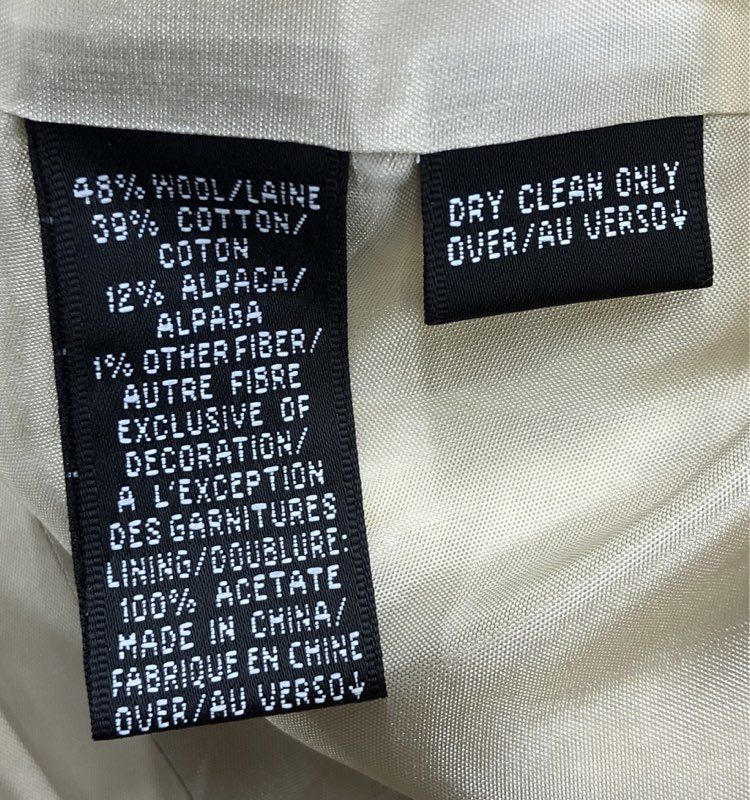 48% WOOL/LAINE
39% COTTON/
COTON
12% ALPACA/
ALPAGA
1% OTHER FIBER/
AUTRE FIBRE
EXCLUSIVE OF
DECORATION/
A L'EXCEPTION
DES GARNITURES
LINING/DOUBLURE:
100% ACETATE
MADE IN CHINA/
FABRIQUE EN CHINE
OVER/AU VERSO↓
DRY CLEAN ONLY
OVER/AU VERSO↓